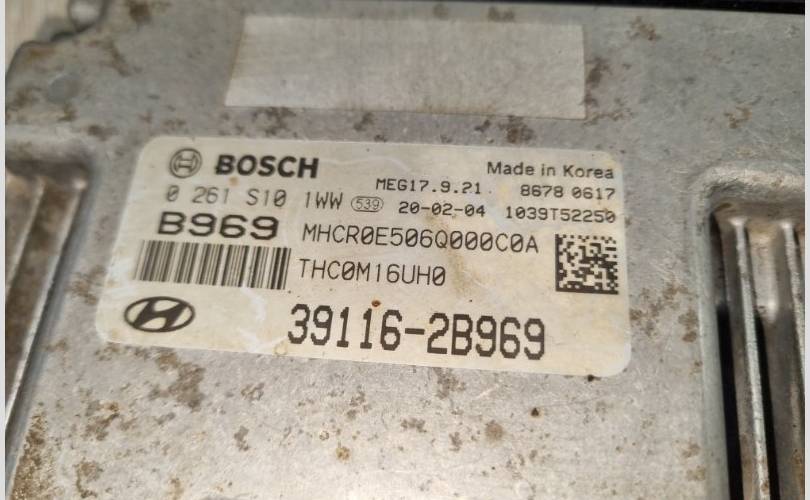 BOSCH
Made in Korea
MEG17.9.21. 8678 0617
0 261 S10 1WW 539 20-02-04 1039T52250
B969 MHCR0E506Q000C0A
THC0M16UH0
39116-2B969